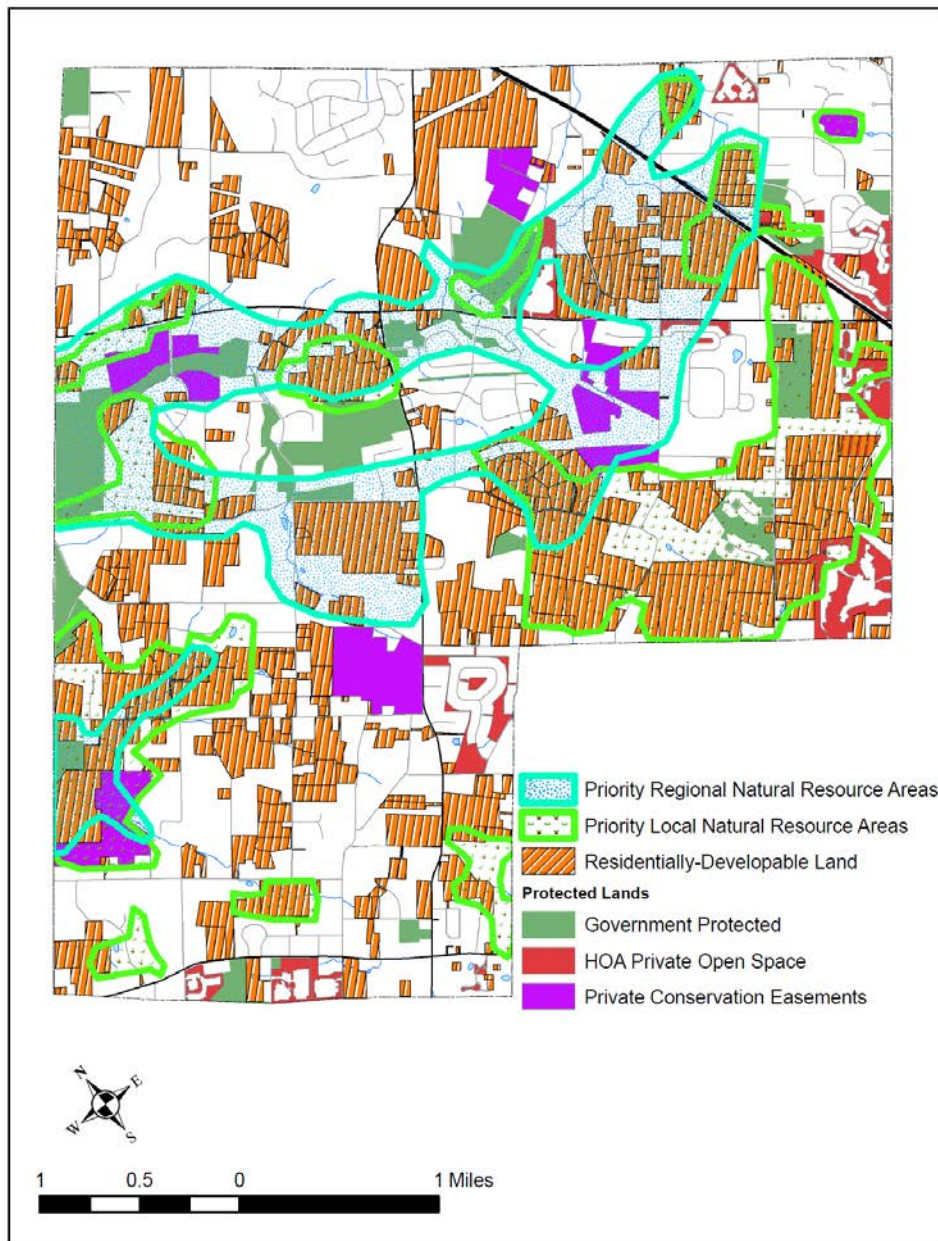 Priority Regional Natural Resource Areas
Priority Local Natural Resource Areas
Residentially-Developable Land
Protected Lands
Government Protected
HOA Private Open Space
Private Conservation Easements
N
E
W
S
1 0.5 0 1 Miles